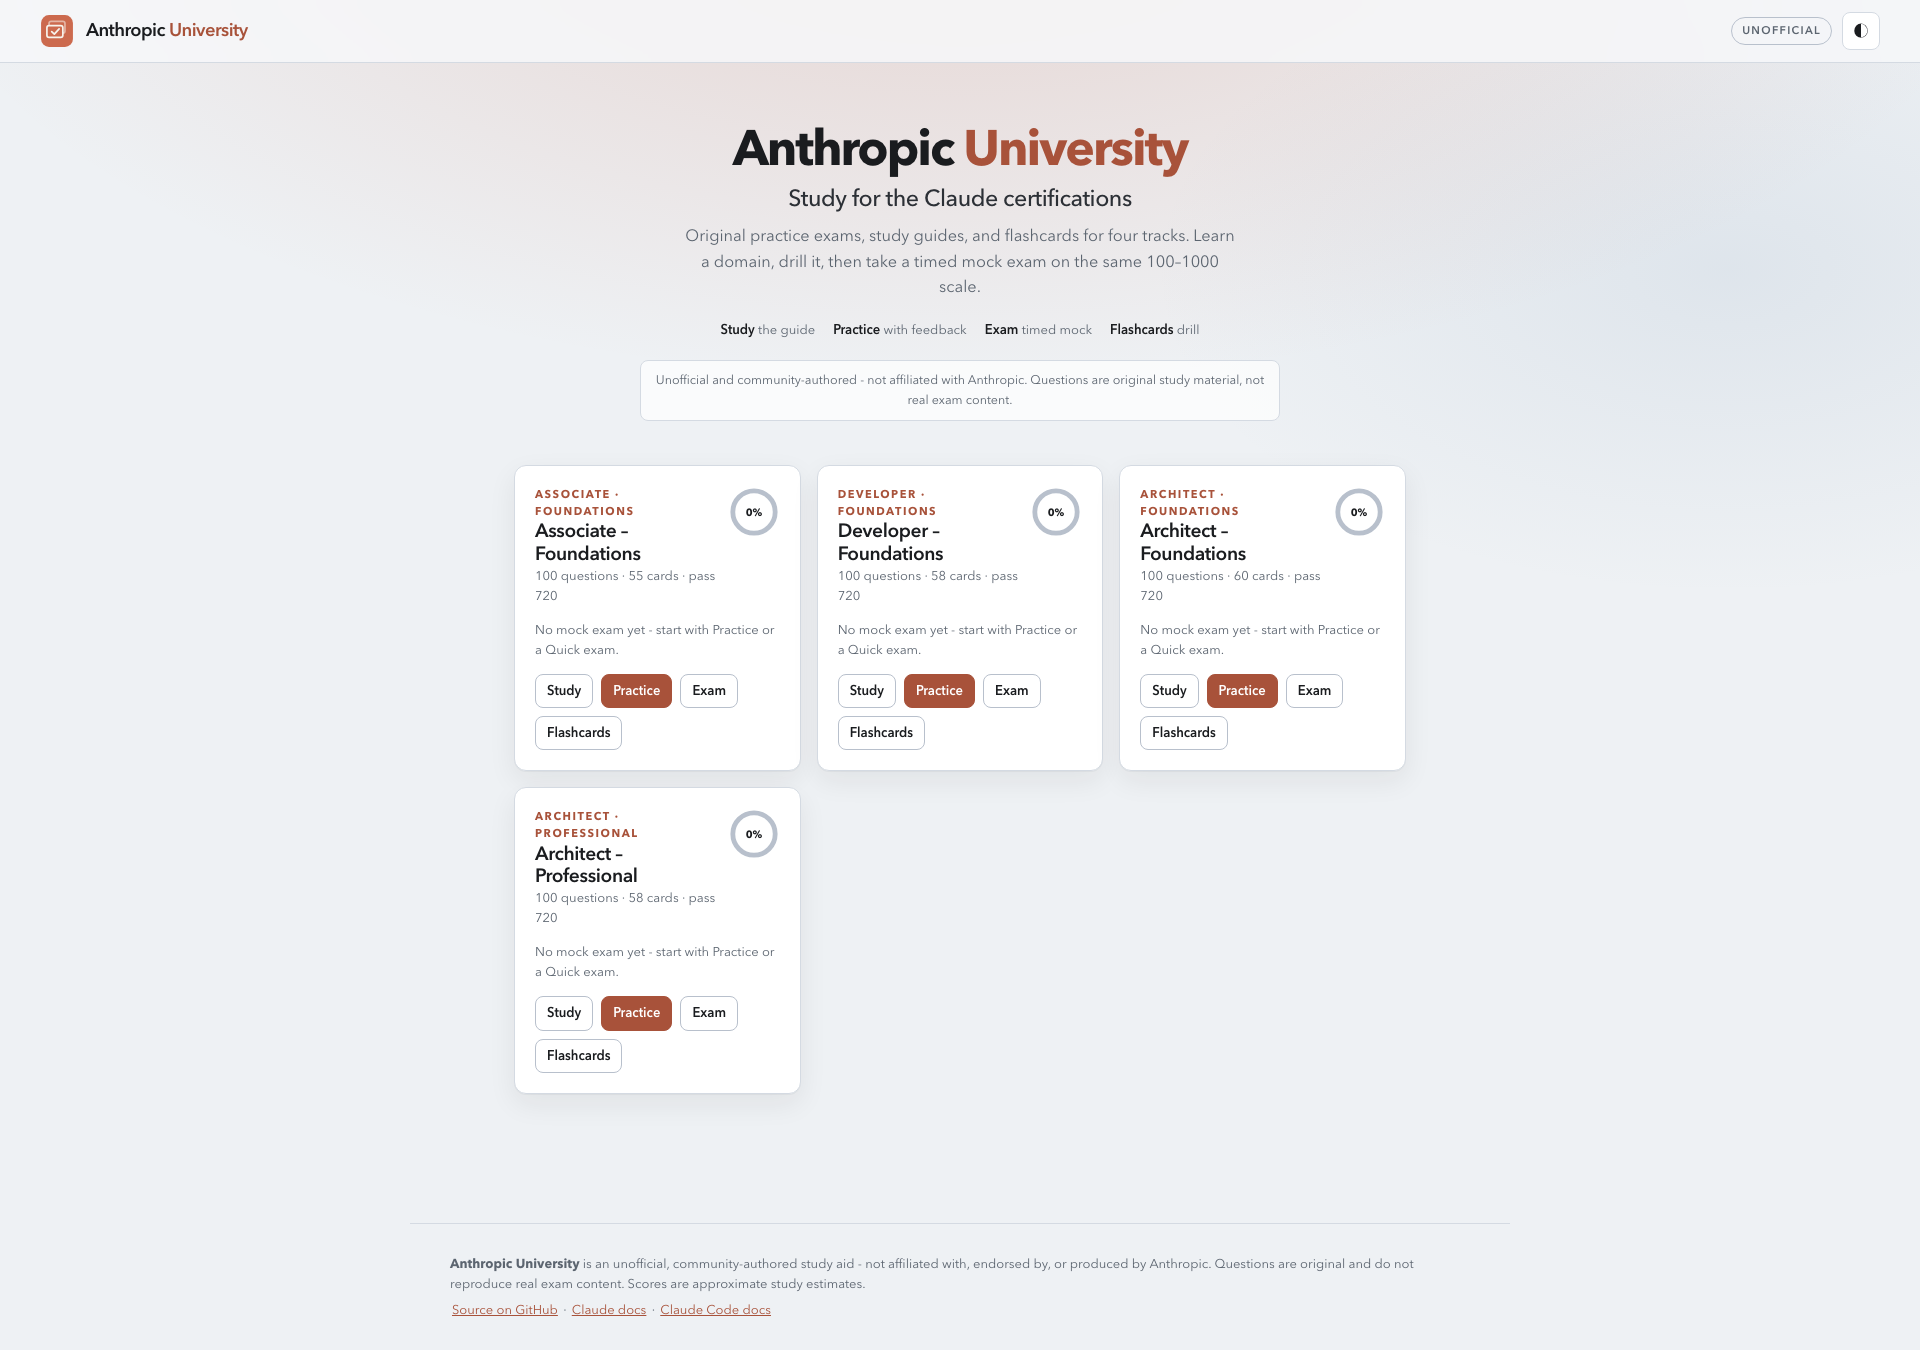 Anthropic University
UNOFFICIAL
Anthropic University
Study for the Claude certifications
Original practice exams, study guides, and flashcards for four tracks. Learn
a domain, drill it, then take a timed mock exam on the same 100–1000
scale.
Study the guide Practice with feedback Exam timed mock Flashcards drill
Unofficial and community-authored - not affiliated with Anthropic. Questions are original study material, not
real exam content.
ASSOCIATE ·
FOUNDATIONS
0%
Associate –
Foundations
100 questions · 55 cards · pass
720
No mock exam yet - start with Practice or
a Quick exam.
Study Practice Exam
Flashcards
DEVELOPER ·
FOUNDATIONS
0%
Developer –
Foundations
100 questions · 58 cards · pass
720
No mock exam yet - start with Practice or
a Quick exam.
Study Practice Exam
Flashcards
ARCHITECT ·
FOUNDATIONS
0%
Architect –
Foundations
100 questions · 60 cards · pass
720
No mock exam yet - start with Practice or
a Quick exam.
Study Practice Exam
Flashcards
ARCHITECT ·
PROFESSIONAL
0%
Architect –
Professional
100 questions · 58 cards · pass
720
No mock exam yet - start with Practice or
a Quick exam.
Study Practice Exam
Flashcards
Anthropic University is an unofficial, community-authored study aid - not affiliated with, endorsed by, or produced by Anthropic. Questions are original and do not
reproduce real exam content. Scores are approximate study estimates.
Source on GitHub · Claude docs · Claude Code docs